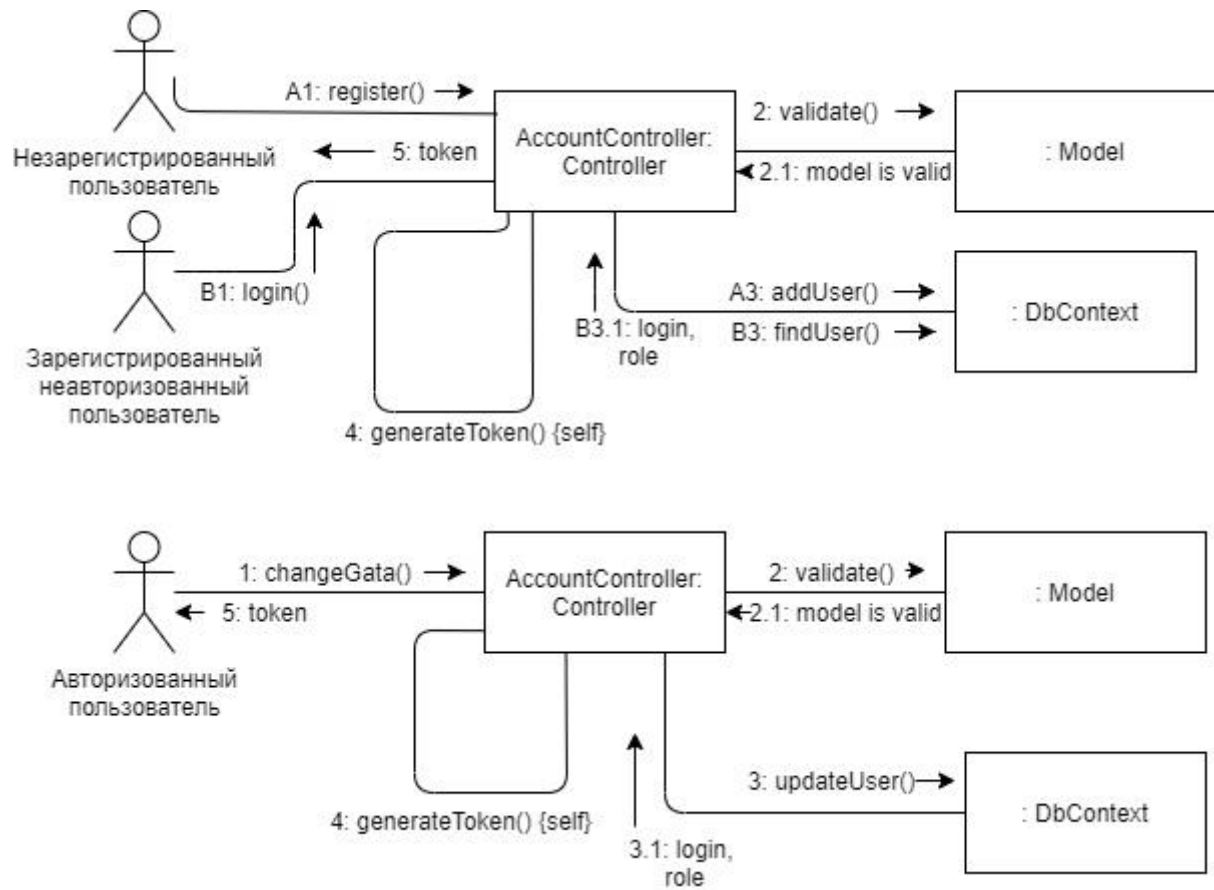 A1: register()
Незарегистрированный
пользователь
5: token
AccountController:
Controller
2: validate()
2.1: model is valid
: Model
B1: login()
Зарегистрированный
неавторизованный
пользователь
A3: addUser()
B3: findUser()
B3.1: login,
role
: DbContext
4: generateToken() {self}
1: changeGata()
5: token
Авторизованный
пользователь
AccountController:
Controller
2: validate()
2.1: model is valid
: Model
4: generateToken() {self}
3: updateUser()
3.1: login,
role
: DbContext